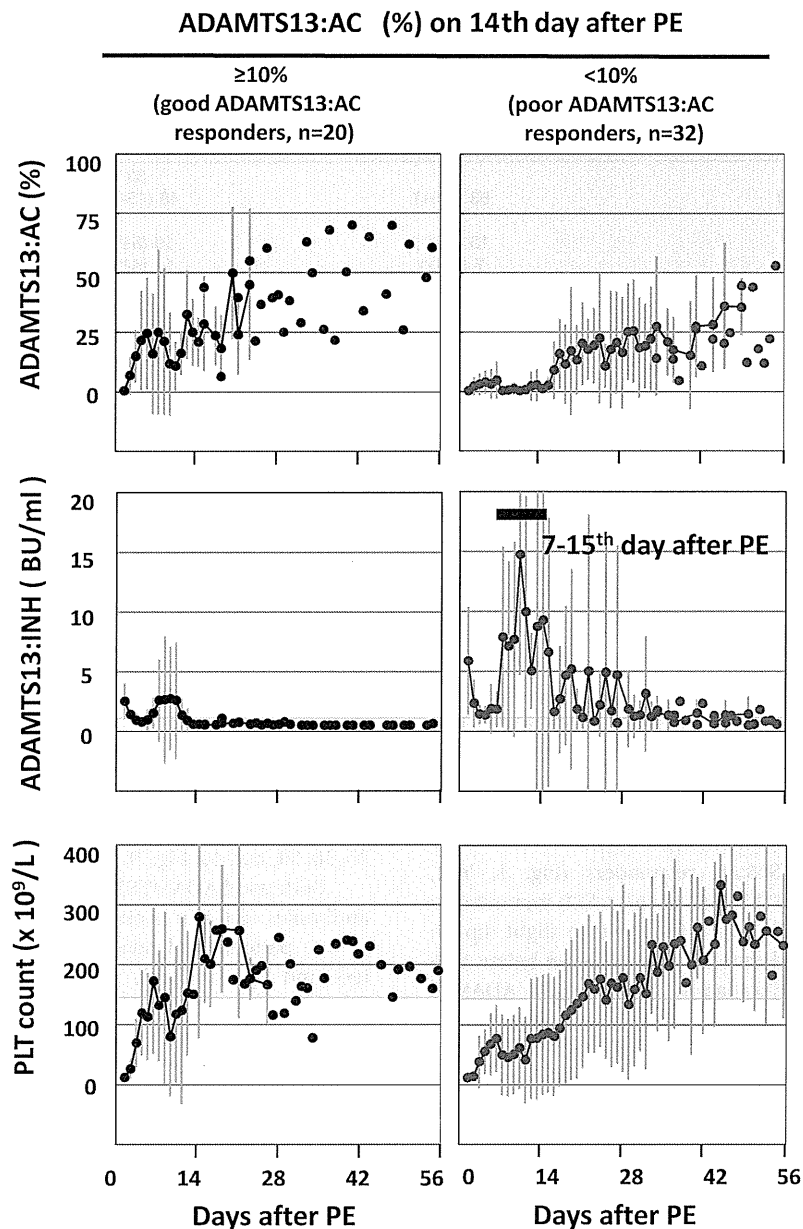 ADAMTS13:AC (%) on 14th day after PE
≥10%
(good ADAMTS13:AC
responders, n=20)
<10%
(poor ADAMTS13:AC
responders, n=32)
ADAMTS13:AC (%)
100
75
50
25
0
ADAMTS13:INH ( BU/ml )
20
15
10
5
0
7-15th day after PE
PLT count (x 10⁹/L)
400
300
200
100
0
0 14 28 42 56
Days after PE
0 14 28 42 56
Days after PE